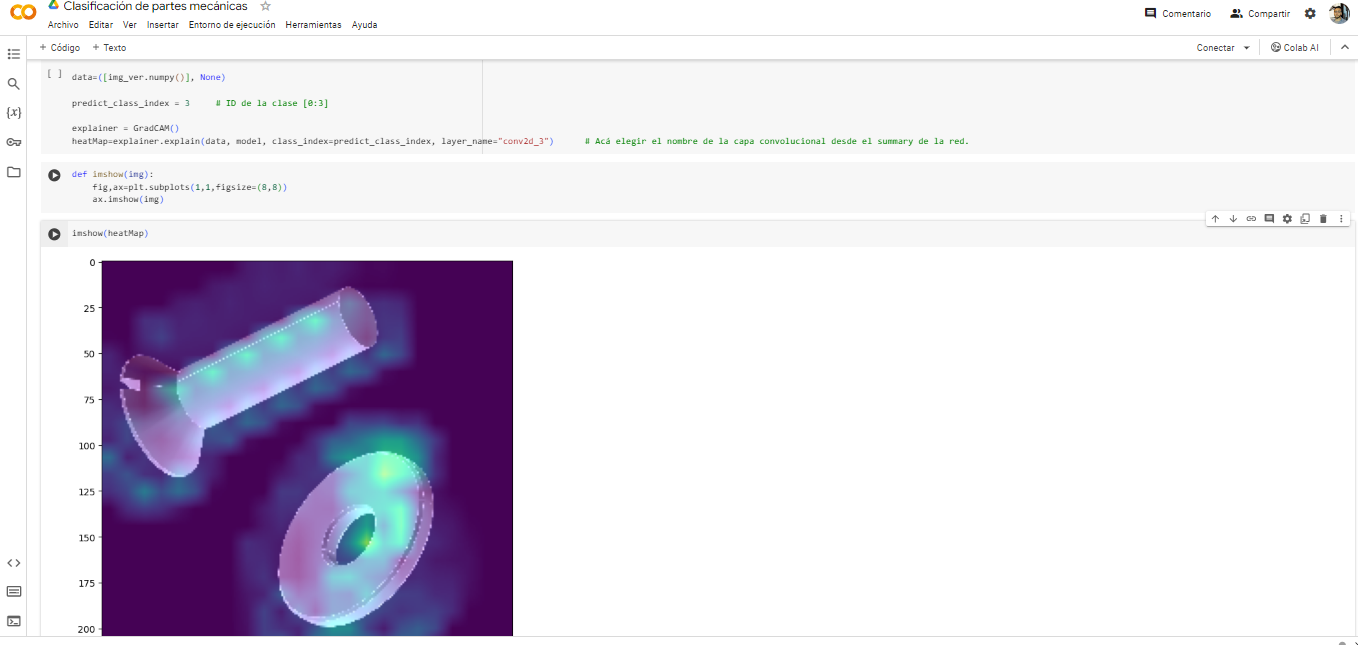 Clasificación de partes mecánicas
Archivo Editar Ver Insertar Entorno de ejecución Herramientas Ayuda
Comentario Compartir
+ Código + Texto
Conectar Colab AI
[ ] data=([img_ver.numpy()], None)
predict_class_index = 3 # ID de la clase [0:3]
explainer = GradCAM()
heatMap=explainer.explain(data, model, class_index=predict_class_index, layer_name="conv2d_3") # Acá elegir el nombre de la capa convolucional desde el summary de la red.
def imshow(img):
fig,ax=plt.subplots(1,1,figsize=(8,8))
ax.imshow(img)
imshow(heatMap)
0
25
50
75
100
125
150
175
200
{x}